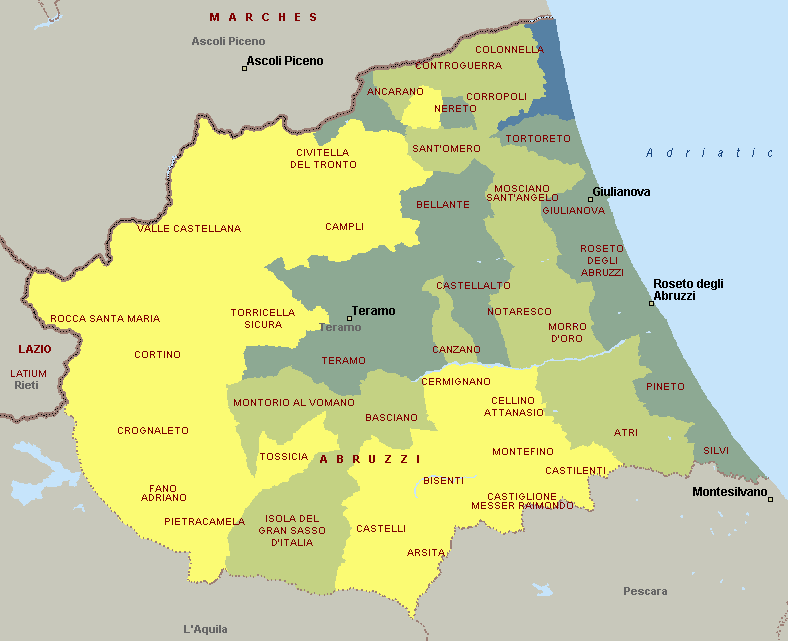 MARCHES
Ascoli Piceno
Ascoli Piceno
COLONNELLA
CONTROGUERRA
ANCARANO
CORROPOLI
NERETO
TORTORETO
SANT'OMERO
CIVITELLA
DEL TRONTO
Adriatic
MOSCIANO
SANT'ANGELO
Giulianova
BELLANTE
GIULIANOVA
VALLE CASTELLANA
CAMPLI
ROSETO
DEGLI
ABRUZZI
CASTELLALTO
Roseto degli
Abruzzi
ROCCA SANTA MARIA
TORRICELLA
SICURA
Teramo
Teramo
NOTARESCO
MORRO
D'ORO
LAZIO
LATIUM
Rieti
CORTINO
TERAMO
CANZANO
CERMIGNANO
PINETO
MONTORIO AL VOMANO
BASCIANO
CELLINO
ATTANASIO
CROGNALETO
ATRI
TOSSICIA
ABRUZZI
MONTEFINO
SILVI
CASTILENTI
BISENTI
FANO
ADRIANO
Montesilvano
CASTIGLIONE
MESSER RAIMONDO
PIETRACAMELA
ISOLA DEL
GRAN SASSO
D'ITALIA
CASTELLI
ARSITA
Pescara
L'Aquila